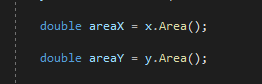 double areaX = x.Area();
double areaY = y.Area();